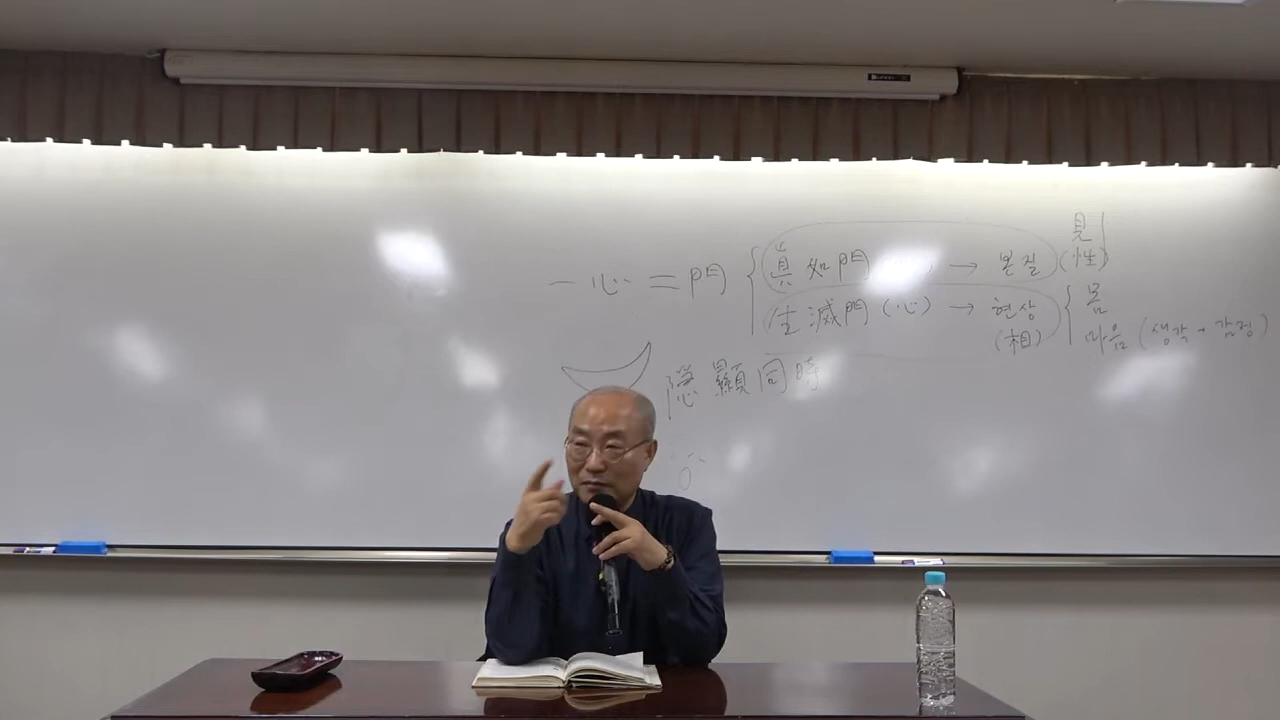 見
一心二門 { 眞如門 → 본질 (性)
生滅門 (心) → 현상 { 몸
(相) 마음 (생각 · 감정)
隱顯同時